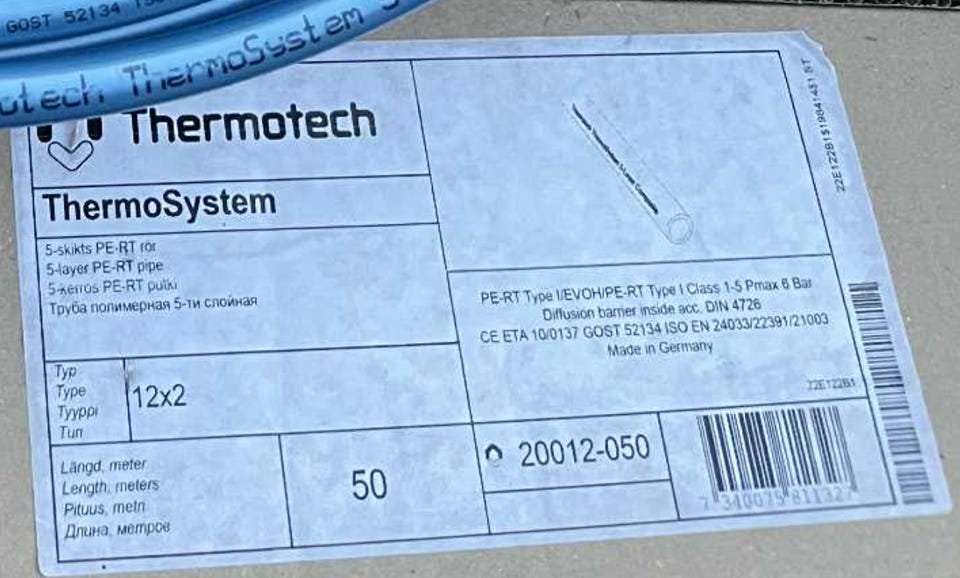 GOST 52134
otech ThermoSystem
Thermotech
ThermoSystem
5-skikts PE-RT rör
5-layer PE-RT pipe
5-kerros PE-RT putki
Труба полимерная 5-ти слойная
Typ
Type
Tyyppi
Тип
12x2
Längd, meter
Length, meters
Pituus, metri
Длина, метров
50
PE-RT Type I/EVOH/PE-RT Type I Class 1-5 Pmax 6 Bar
Diffusion barrier inside acc. DIN 4726
CE ETA 10/0137 GOST 52134 ISO EN 24033/22391/21003
Made in Germany
22E122B1
20012-050
7 340075 811327
22E122B1519841431 ST